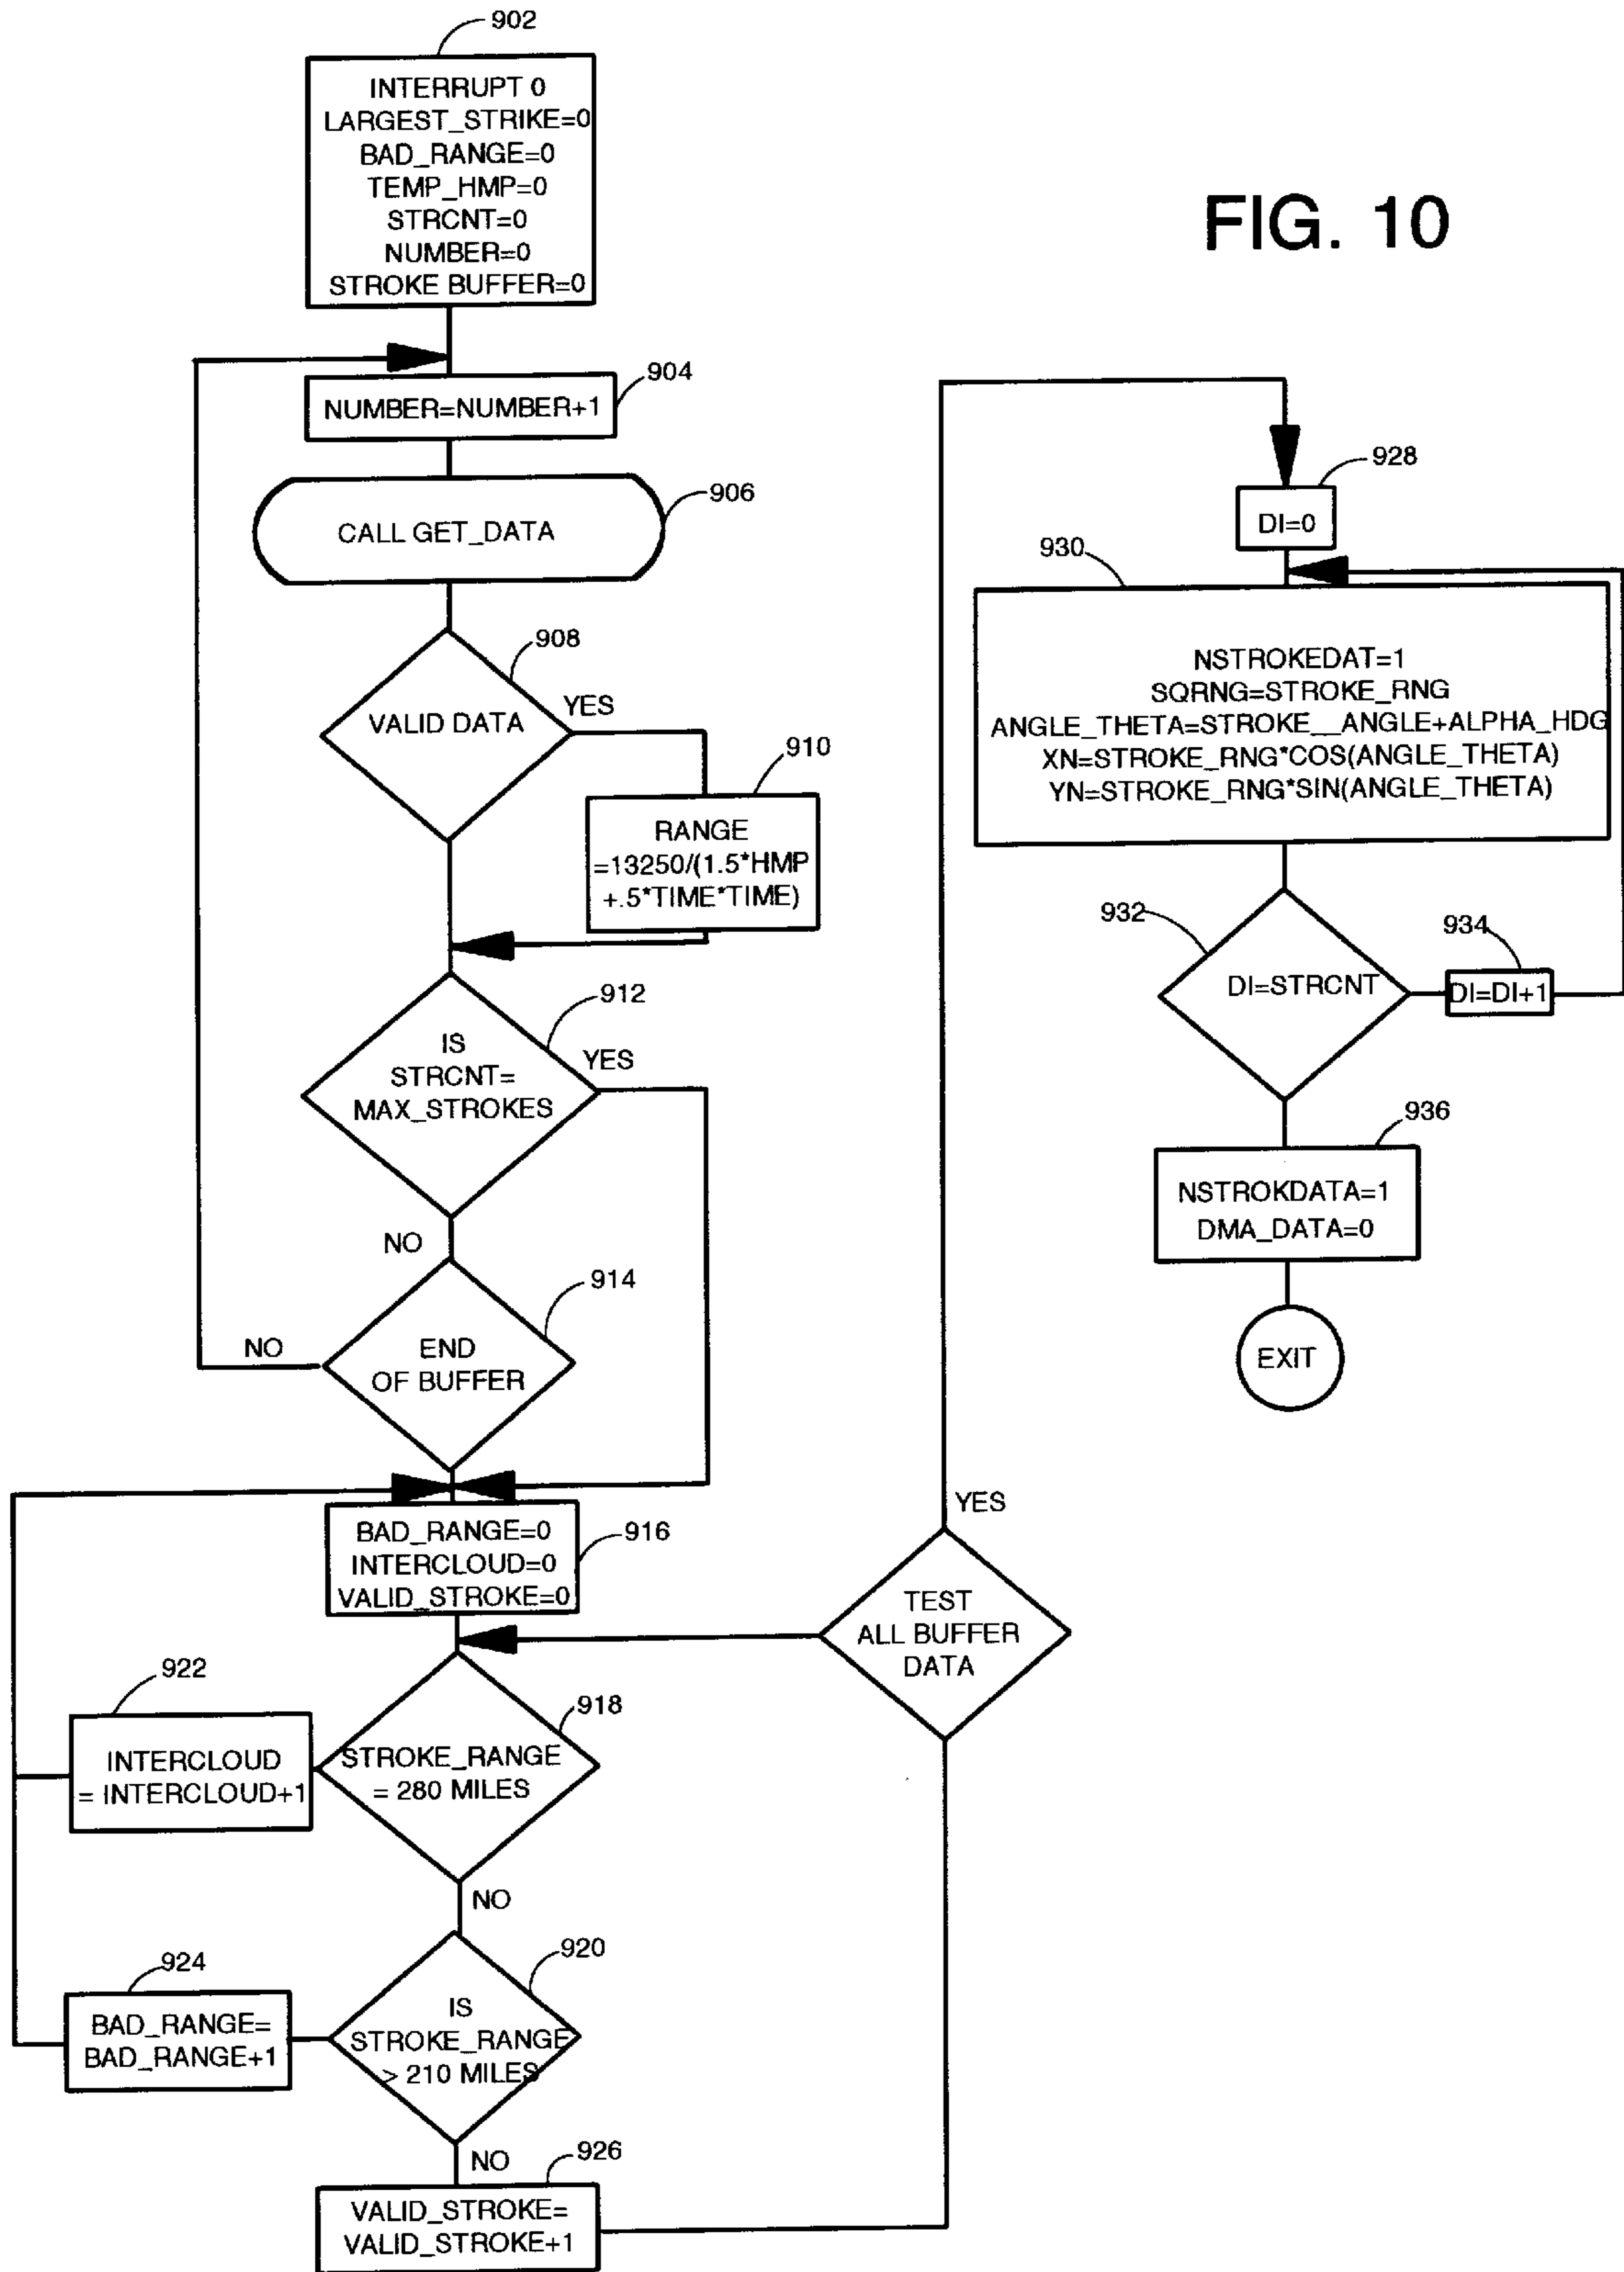 902
INTERRUPT 0
LARGEST_STRIKE=0
BAD_RANGE=0
TEMP_HMP=0
STRCNT=0
NUMBER=0
STROKE BUFFER=0
FIG. 10
904
NUMBER=NUMBER+1
906
CALL GET_DATA
908
VALID DATA
YES
910
RANGE
=13250/(1.5*HMP
+.5*TIME*TIME)
912
IS
STRCNT=
MAX_STROKES
YES
NO
914
END
OF BUFFER
NO
916
BAD_RANGE=0
INTERCLOUD=0
VALID_STROKE=0
918
STROKE_RANGE
= 280 MILES
922
INTERCLOUD
= INTERCLOUD+1
NO
920
IS
STROKE_RANGE
> 210 MILES
924
BAD_RANGE=
BAD_RANGE+1
NO
926
VALID_STROKE=
VALID_STROKE+1
YES
TEST
ALL BUFFER
DATA
928
DI=0
930
NSTROKEDAT=1
SQRNG=STROKE_RNG
ANGLE_THETA=STROKE__ANGLE+ALPHA_HDG
XN=STROKE_RNG*COS(ANGLE_THETA)
YN=STROKE_RNG*SIN(ANGLE_THETA)
932
DI=STRCNT
934
DI=DI+1
936
NSTROKDATA=1
DMA_DATA=0
EXIT